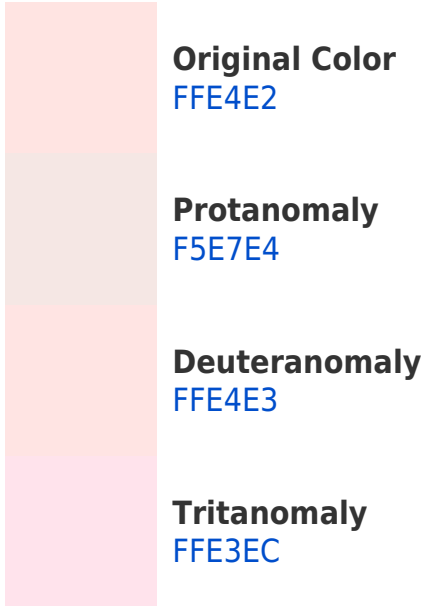 Original Color
FFE4E2
Protanomaly
F5E7E4
Deuteranomaly
FFE4E3
Tritanomaly
FFE3EC